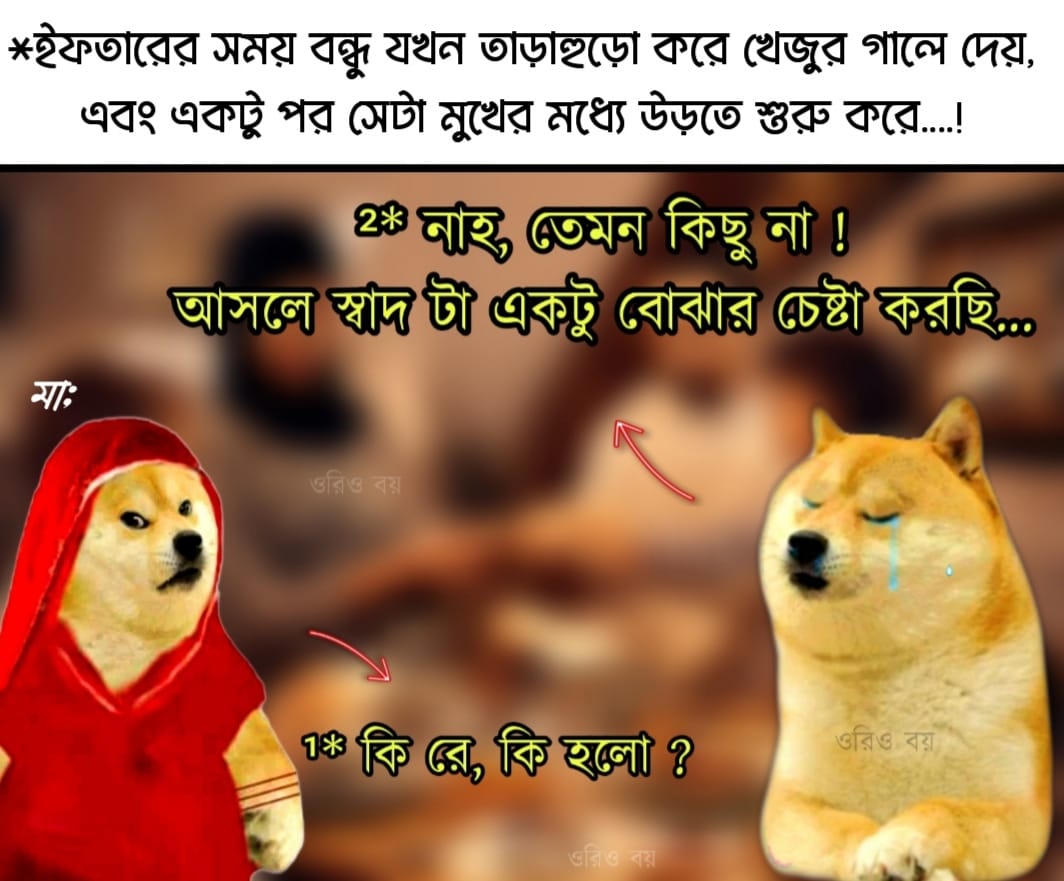 *ইফতারের সময় বন্ধু যখন তাড়াহুড়ো করে খেজুর গালে দেয়,
এবং একটু পর সেটা মুখের মধ্যে উড়তে শুরু করে....!
2* নাহ, তেমন কিছু না !
আসলে স্বাদ টা একটু বোঝার চেষ্টা করছি...
মাঃ
ওরিও বয়
ওরিও বয়
1* কি রে, কি হলো ?
ওরিও বয়